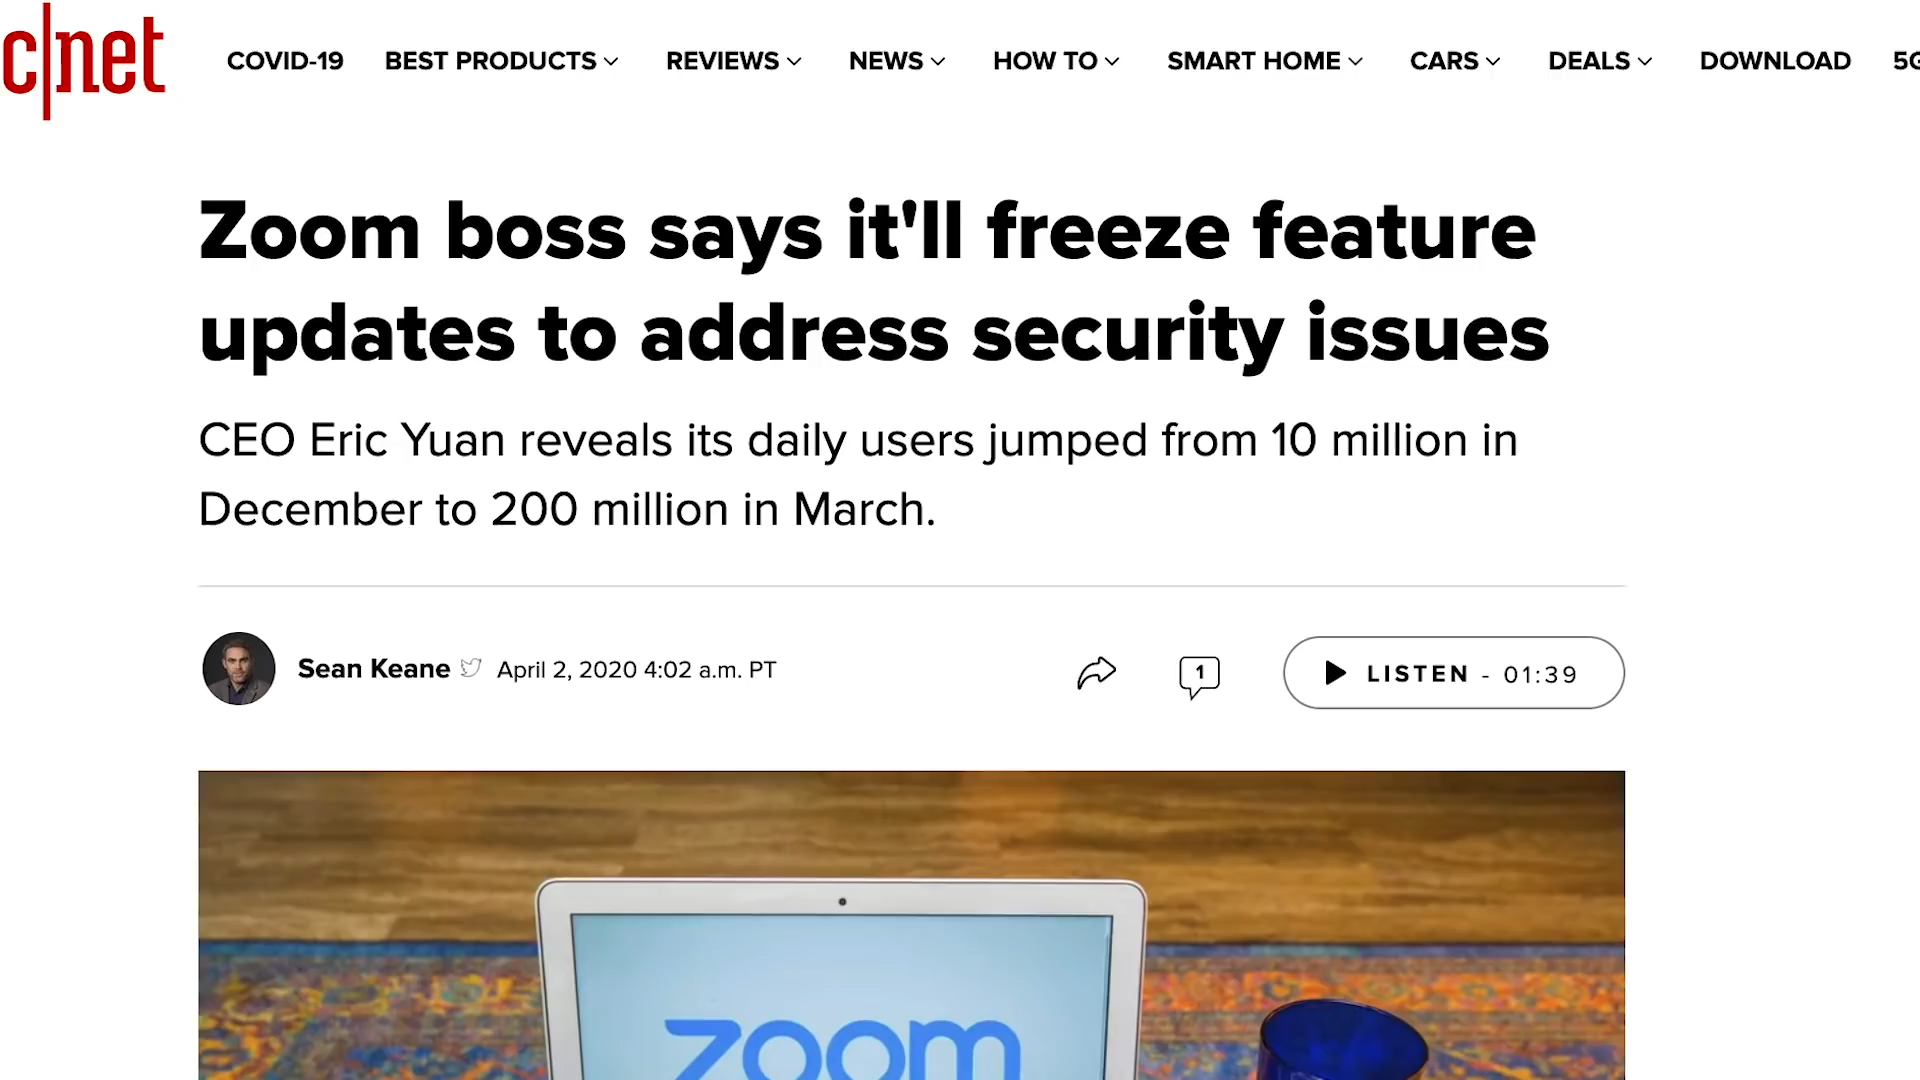 c|net
COVID-19 BEST PRODUCTS REVIEWS NEWS HOW TO SMART HOME CARS DEALS DOWNLOAD 5G
Zoom boss says it'll freeze feature
updates to address security issues
CEO Eric Yuan reveals its daily users jumped from 10 million in
December to 200 million in March.
Sean Keane April 2, 2020 4:02 a.m. PT 1 LISTEN - 01:39
zoom